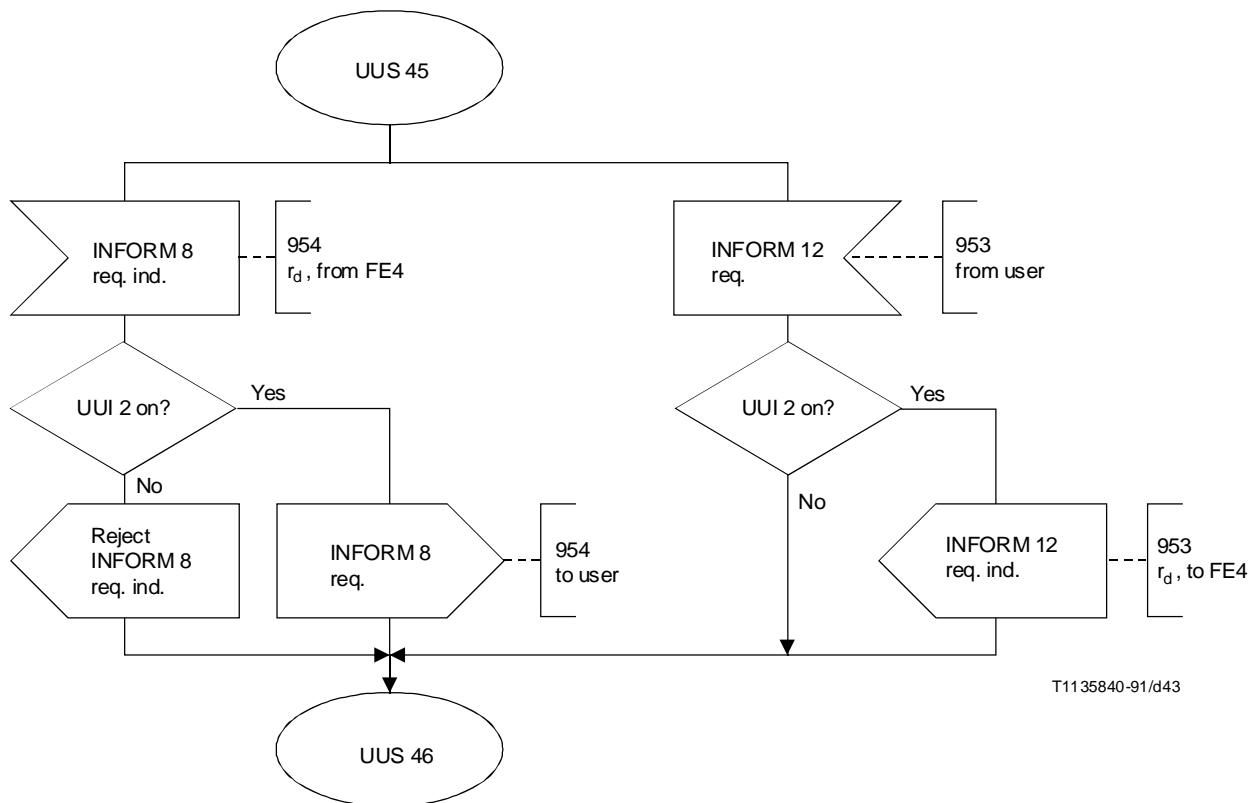 UUS 45
INFORM 8
req. ind.
954
r_d, from FE4
INFORM 12
req.
953
from user
UUI 2 on?
Yes
No
UUI 2 on?
Yes
No
Reject
INFORM 8
req. ind.
INFORM 8
req.
954
to user
INFORM 12
req. ind.
953
r_d, to FE4
T1135840-91/d43
UUS 46